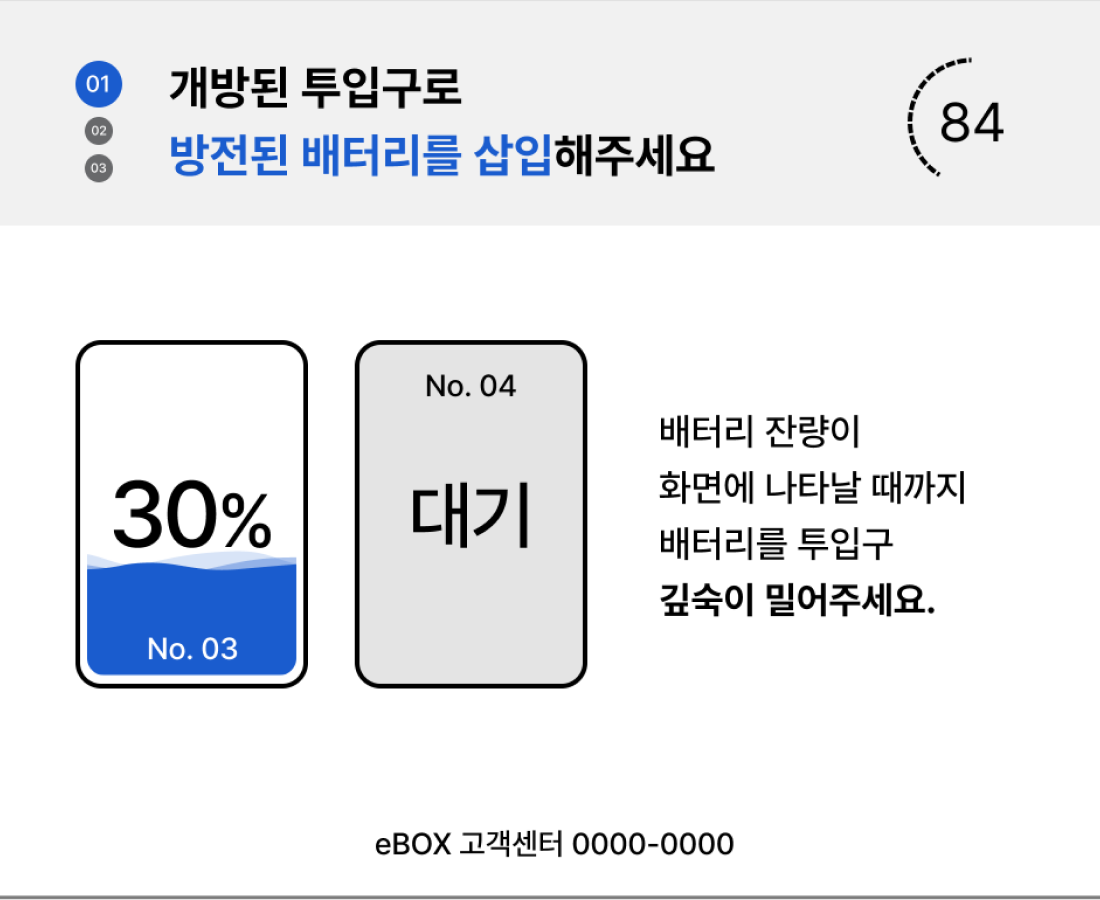 01
02
03
개방된 투입구로
방전된 배터리를 삽입해주세요
84
30%
No. 03
No. 04
대기
배터리 잔량이
화면에 나타날 때까지
배터리를 투입구
깊숙이 밀어주세요.
eBOX 고객센터 0000-0000